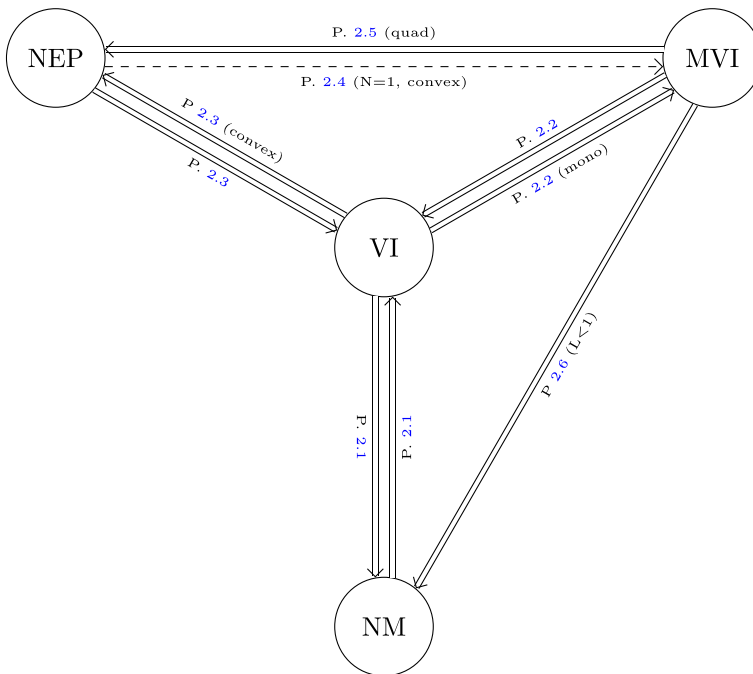 P. 2.5 (quad)
NEP
MVI
P. 2.4 (N=1, convex)
P 2.3 (convex)
P. 2.3
P. 2.2
P. 2.2 (mono)
VI
P 2.6 (L<1)
P. 2.1
P. 2.1
NM